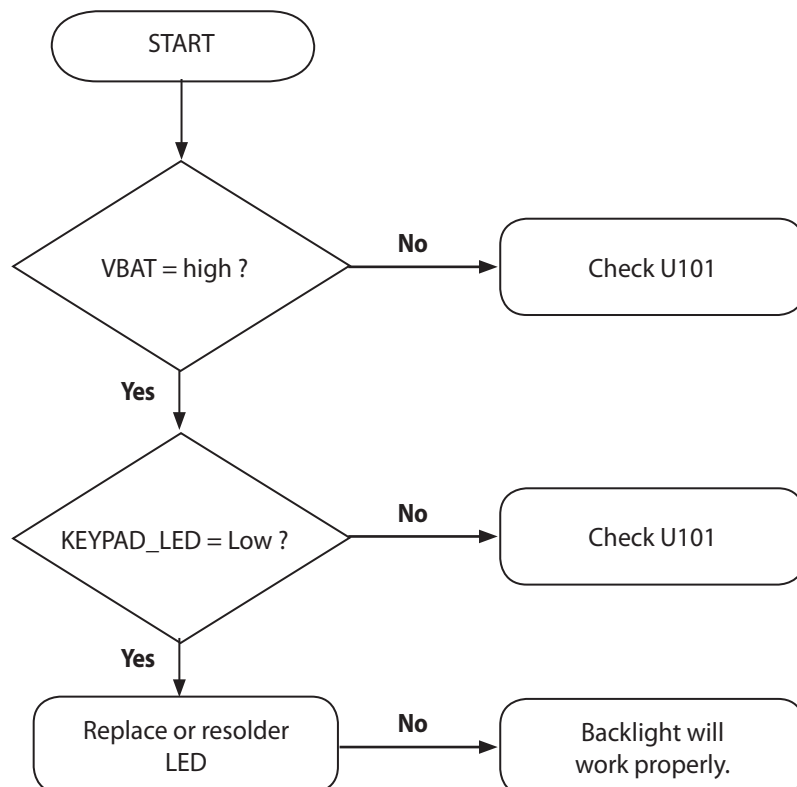 START
VBAT = high ?
No
Check U101
Yes
KEYPAD_LED = Low ?
No
Check U101
Yes
Replace or resolder
LED
No
Backlight will
work properly.